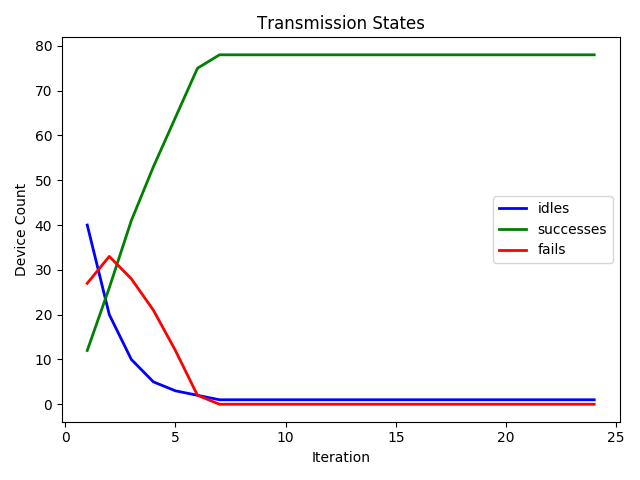 Transmission States
Device Count
80
70
60
50
40
30
20
10
0
idles
successes
fails
0 5 10 15 20 25
Iteration